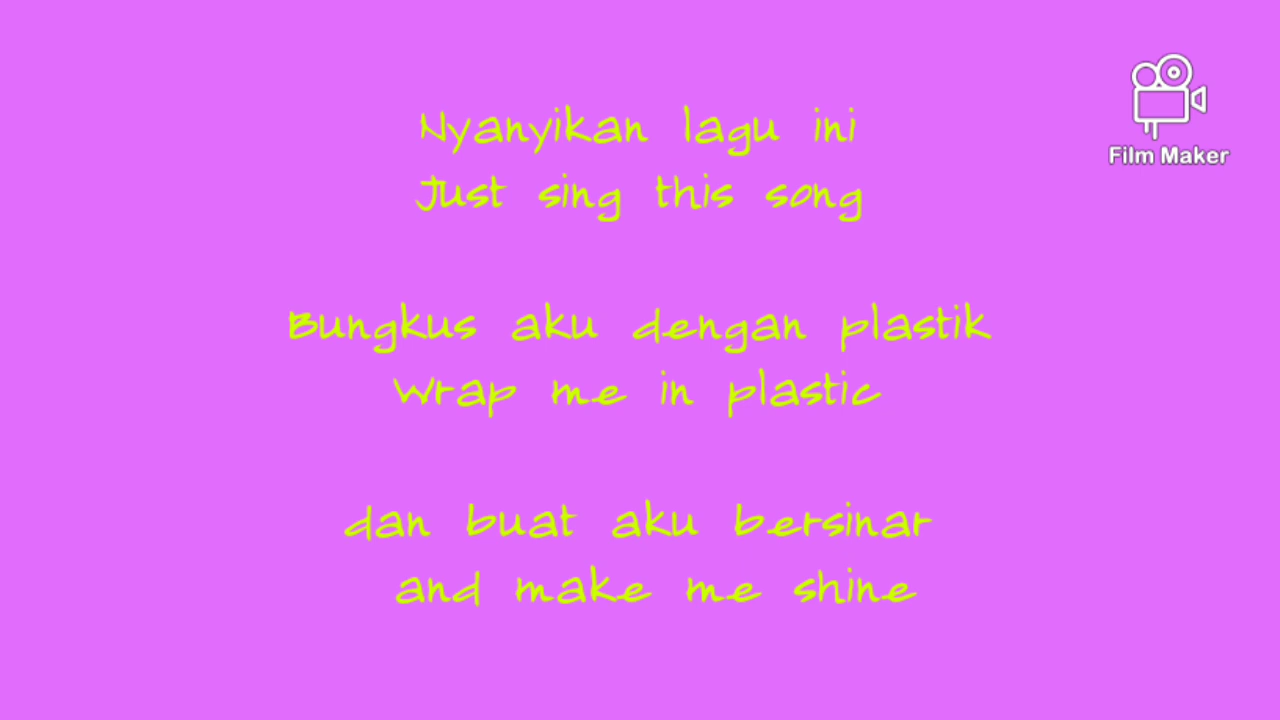 Nyanyikan lagu ini
Just sing this song
Bungkus aku dengan plastik
Wrap me in plastic
dan buat aku bersinar
and make me shine
Film Maker